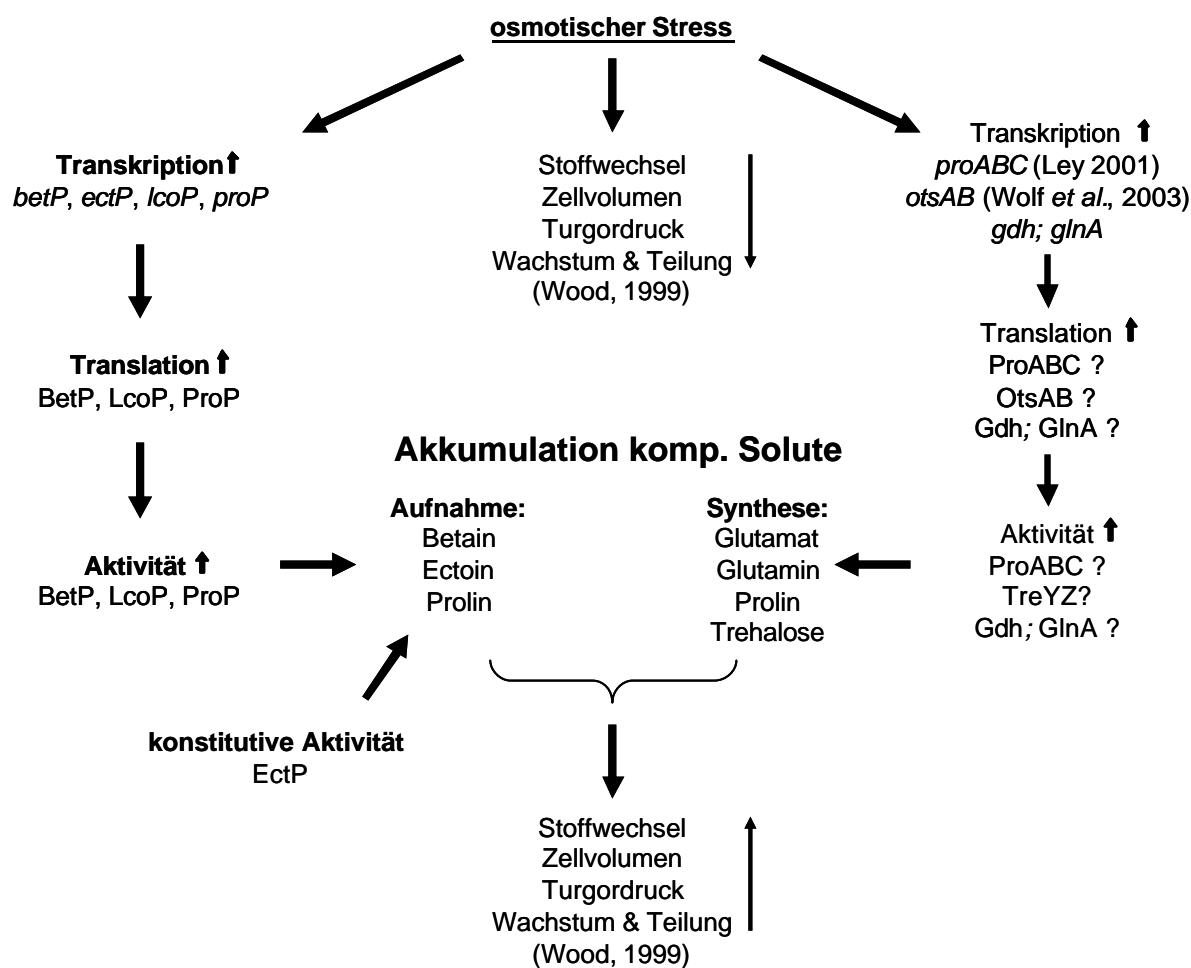 osmotischer Stress
Transkription
betP, ectP, lcoP, proP
Translation
BetP, LcoP, ProP
Aktivität
BetP, LcoP, ProP
konstitutive Aktivität
EctP
Stoffwechsel
Zellvolumen
Turgordruck
Wachstum & Teilung
(Wood, 1999)
Transkription
proABC (Ley 2001)
otsAB (Wolf et al., 2003)
gdh; glnA
Translation
ProABC ?
OtsAB ?
Gdh; GlnA ?
Aktivität
ProABC ?
TreYZ?
Gdh; GlnA ?
Akkumulation komp. Solute
Aufnahme:
Betain
Ectoin
Prolin
Synthese:
Glutamat
Glutamin
Prolin
Trehalose
Stoffwechsel
Zellvolumen
Turgordruck
Wachstum & Teilung
(Wood, 1999)